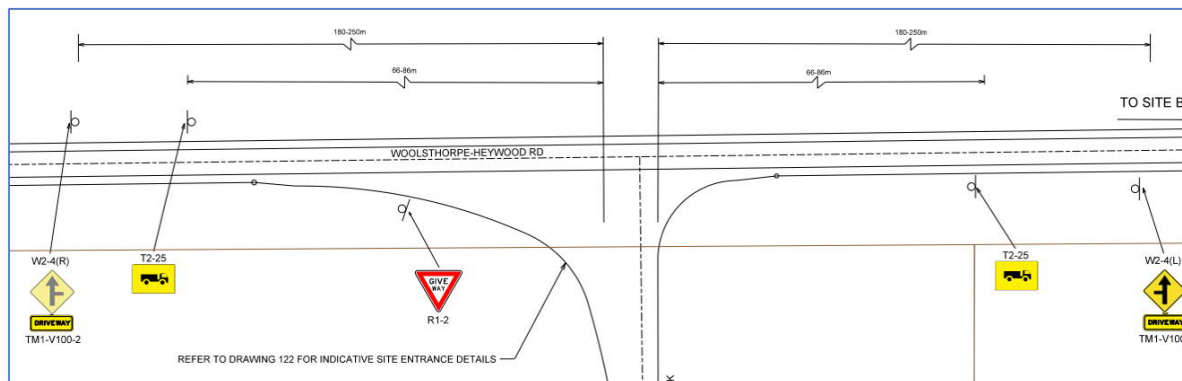 180-250m
180-250m
66-86m
66-86m
TO SITE B
WOOLSTHORPE-HEYWOOD RD
W2-4(R)
T2-25
T2-25
W2-4(L)
GIVE
WAY
DRIVEWAY
DRIVEWAY
R1-2
TM1-V100-2
TM1-V100
REFER TO DRAWING 122 FOR INDICATIVE SITE ENTRANCE DETAILS